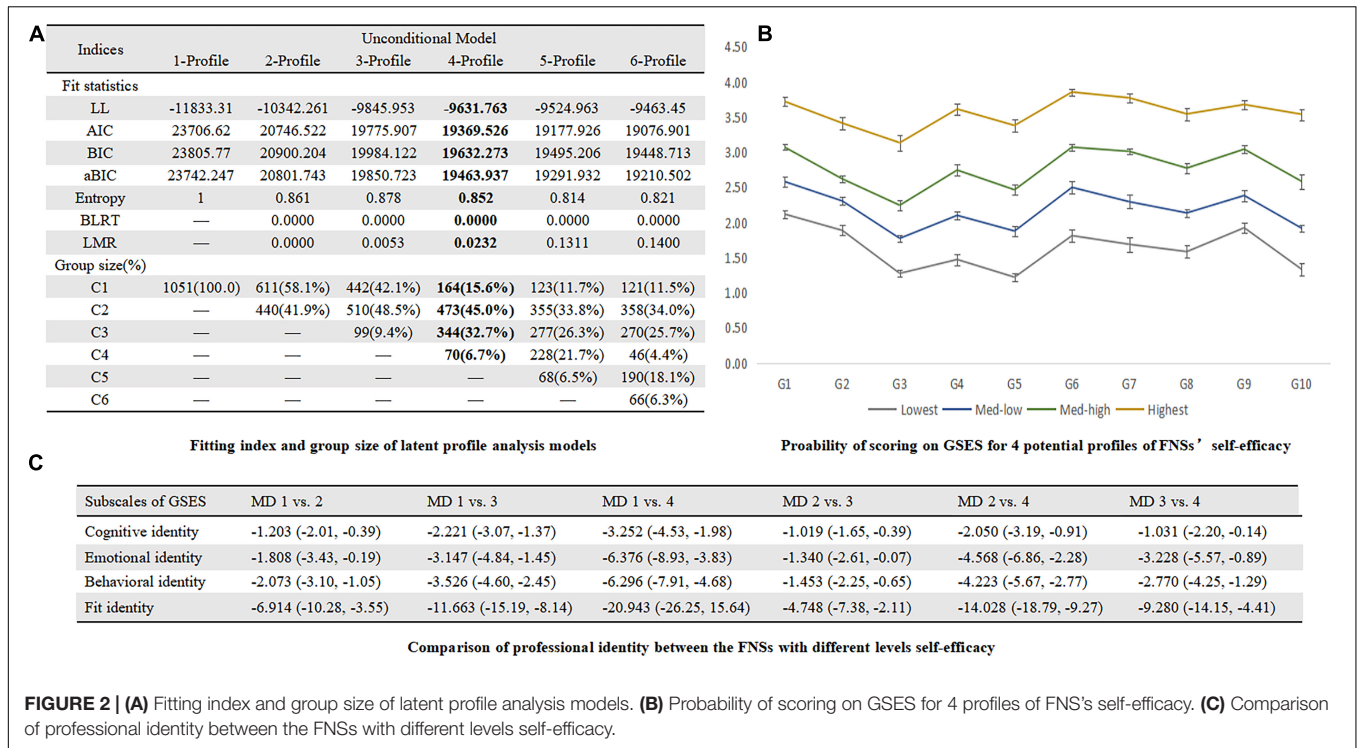 A
Indices
Unconditional Model
1-Profile 2-Profile 3-Profile 4-Profile 5-Profile 6-Profile
Fit statistics
LL -11833.31 -10342.261 -9845.953 -9631.763 -9524.963 -9463.45
AIC 23706.62 20746.522 19775.907 19369.526 19177.926 19076.901
BIC 23805.77 20900.204 19984.122 19632.273 19495.206 19448.713
aBIC 23742.247 20801.743 19850.723 19463.937 19291.932 19210.502
Entropy 1 0.861 0.878 0.852 0.814 0.821
BLRT — 0.0000 0.0000 0.0000 0.0000 0.0000
LMR — 0.0000 0.0053 0.0232 0.1311 0.1400
Group size(%)
C1 1051(100.0) 611(58.1%) 442(42.1%) 164(15.6%) 123(11.7%) 121(11.5%)
C2 — 440(41.9%) 510(48.5%) 473(45.0%) 355(33.8%) 358(34.0%)
C3 — — 99(9.4%) 344(32.7%) 277(26.3%) 270(25.7%)
C4 — — — 70(6.7%) 228(21.7%) 46(4.4%)
C5 — — — — 68(6.5%) 190(18.1%)
C6 — — — — — 66(6.3%)
Fitting index and group size of latent profile analysis models
B
4.50
4.00
3.50
3.00
2.50
2.00
1.50
1.00
0.50
0.00
G1 G2 G3 G4 G5 G6 G7 G8 G9 G10
Lowest Med-low Med-high Highest
Proability of scoring on GSES for 4 potential profiles of FNSs’ self-efficacy
C
Subscales of GSES MD 1 vs. 2 MD 1 vs. 3 MD 1 vs. 4 MD 2 vs. 3 MD 2 vs. 4 MD 3 vs. 4
Cognitive identity -1.203 (-2.01, -0.39) -2.221 (-3.07, -1.37) -3.252 (-4.53, -1.98) -1.019 (-1.65, -0.39) -2.050 (-3.19, -0.91) -1.031 (-2.20, -0.14)
Emotional identity -1.808 (-3.43, -0.19) -3.147 (-4.84, -1.45) -6.376 (-8.93, -3.83) -1.340 (-2.61, -0.07) -4.568 (-6.86, -2.28) -3.228 (-5.57, -0.89)
Behavioral identity -2.073 (-3.10, -1.05) -3.526 (-4.60, -2.45) -6.296 (-7.91, -4.68) -1.453 (-2.25, -0.65) -4.223 (-5.67, -2.77) -2.770 (-4.25, -1.29)
Fit identity -6.914 (-10.28, -3.55) -11.663 (-15.19, -8.14) -20.943 (-26.25, 15.64) -4.748 (-7.38, -2.11) -14.028 (-18.79, -9.27) -9.280 (-14.15, -4.41)
Comparison of professional identity between the FNSs with different levels self-efficacy
FIGURE 2 | (A) Fitting index and group size of latent profile analysis models. (B) Probability of scoring on GSES for 4 profiles of FNS’s self-efficacy. (C) Comparison
of professional identity between the FNSs with different levels self-efficacy.